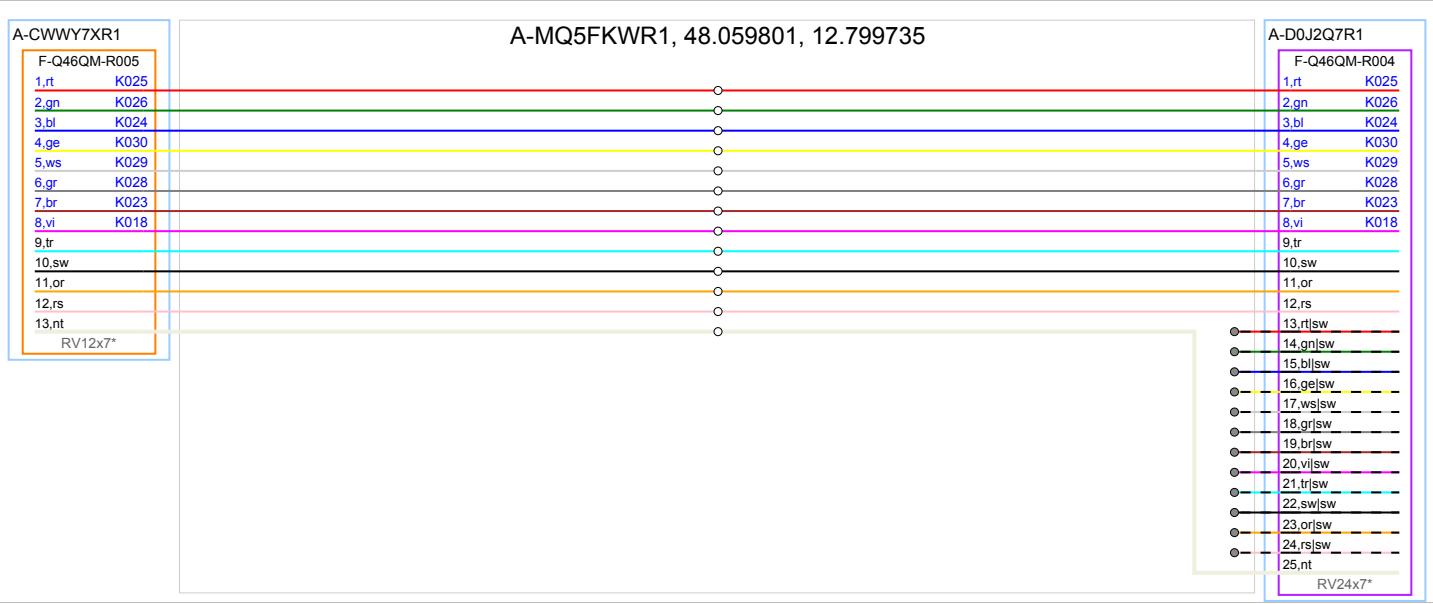 A-MQ5FKWR1, 48.059801, 12.799735
A-CWWY7XR1
F-Q46QM-R005
1,rt K025
2,gn K026
3,bl K024
4,ge K030
5,ws K029
6,gr K028
7,br K023
8,vi K018
9,tr
10,sw
11,or
12,rs
13,nt
RV12x7*
A-D0J2Q7R1
F-Q46QM-R004
1,rt K025
2,gn K026
3,bl K024
4,ge K030
5,ws K029
6,gr K028
7,br K023
8,vi K018
9,tr
10,sw
11,or
12,rs
13,rt|sw
14,gn|sw
15,bl|sw
16,ge|sw
17,ws|sw
18,gr|sw
19,br|sw
20,vi|sw
21,tr|sw
22,sw|sw
23,or|sw
24,rs|sw
25,nt
RV24x7*